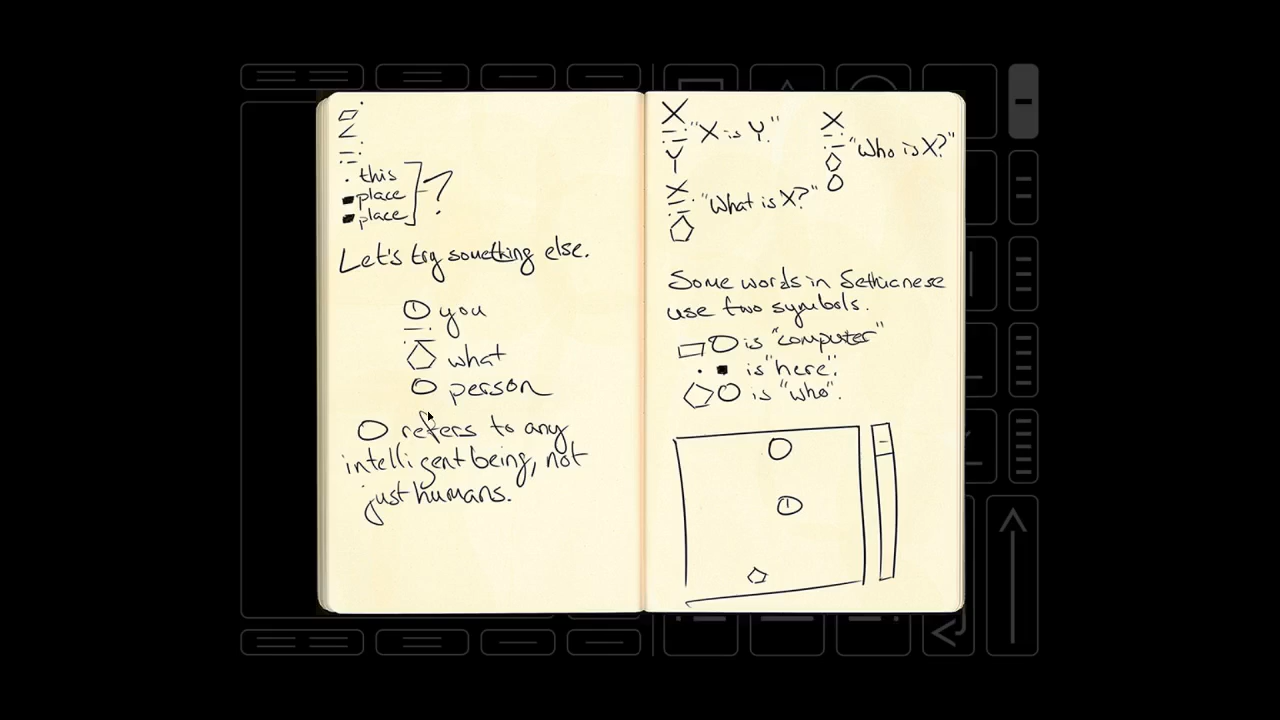 this
place
place
?
Let's try something else.
you
what
person
refers to any
intelligent being, not
just humans.
X
"X is Y."
Y
X
"Who is X?"
X
"What is X?"
Some words in Sethianese
use two symbols.
is "computer"
is "here".
is "who".